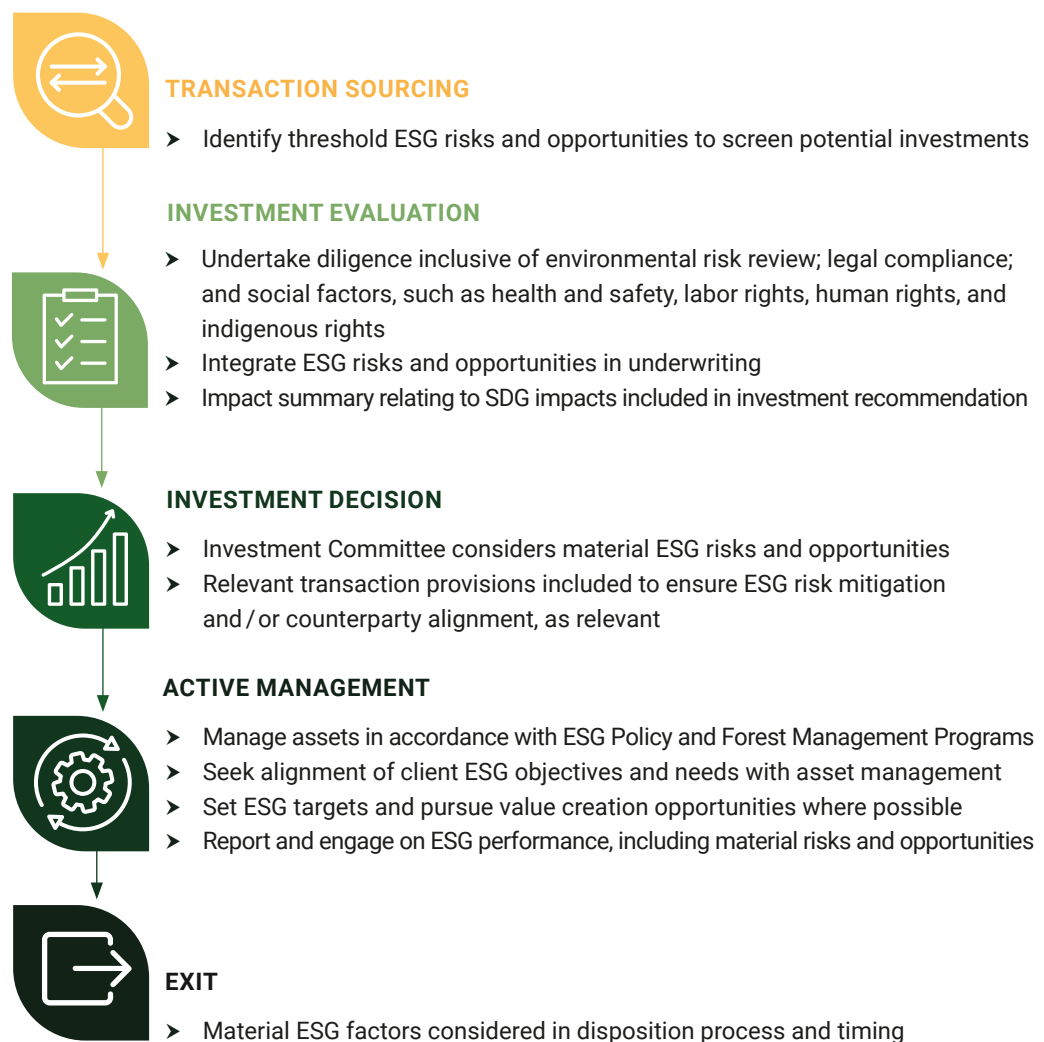 TRANSACTION SOURCING
➤ Identify threshold ESG risks and opportunities to screen potential investments
INVESTMENT EVALUATION
➤ Undertake diligence inclusive of environmental risk review; legal compliance;
and social factors, such as health and safety, labor rights, human rights, and
indigenous rights
➤ Integrate ESG risks and opportunities in underwriting
➤ Impact summary relating to SDG impacts included in investment recommendation
INVESTMENT DECISION
➤ Investment Committee considers material ESG risks and opportunities
➤ Relevant transaction provisions included to ensure ESG risk mitigation
and / or counterparty alignment, as relevant
ACTIVE MANAGEMENT
➤ Manage assets in accordance with ESG Policy and Forest Management Programs
➤ Seek alignment of client ESG objectives and needs with asset management
➤ Set ESG targets and pursue value creation opportunities where possible
➤ Report and engage on ESG performance, including material risks and opportunities
EXIT
➤ Material ESG factors considered in disposition process and timing